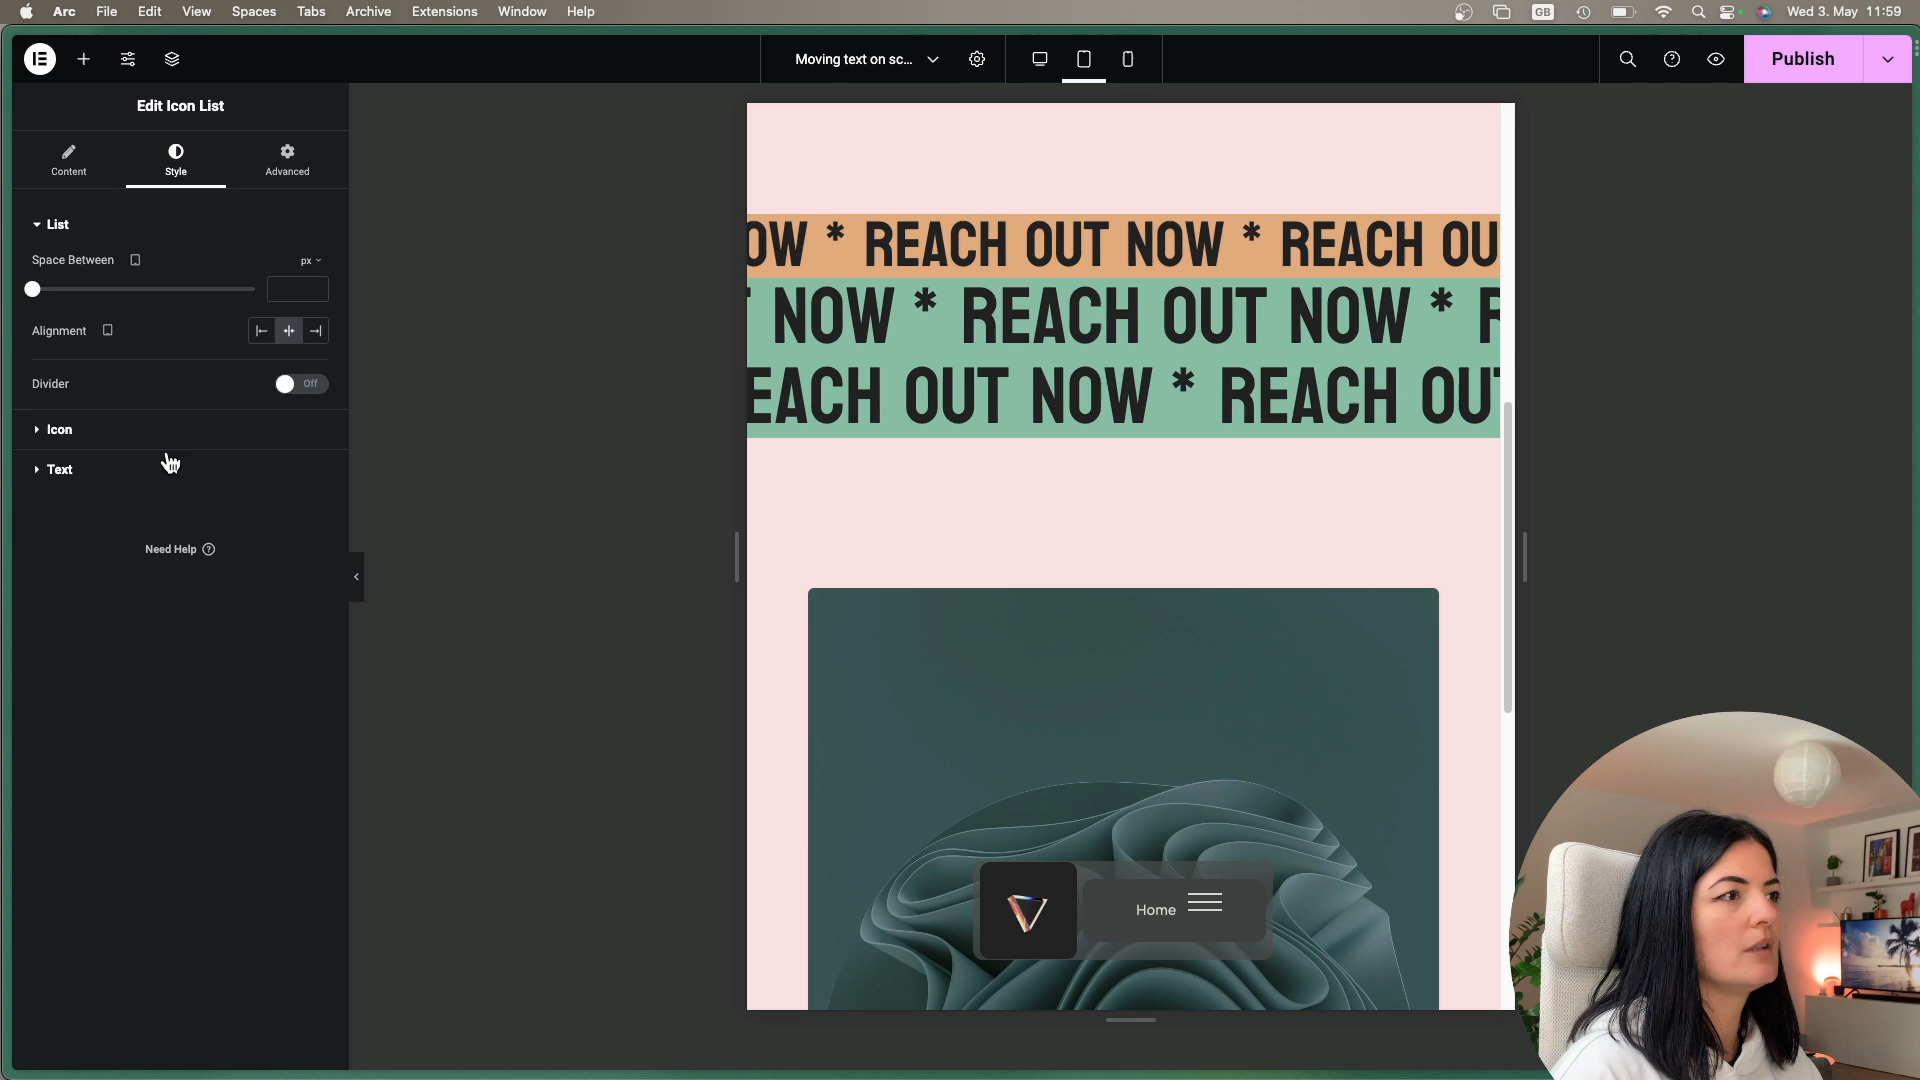 Arc File Edit View Spaces Tabs Archive Extensions Window Help GB Wed 3. May 11:59
Moving text on sc... Publish
Edit Icon List
Content Style Advanced
List
Space Between px
Alignment
Divider Off
Icon
Text
Need Help ?
OW * REACH OUT NOW * REACH OU
T NOW * REACH OUT NOW * R
EACH OUT NOW * REACH OUT
Home